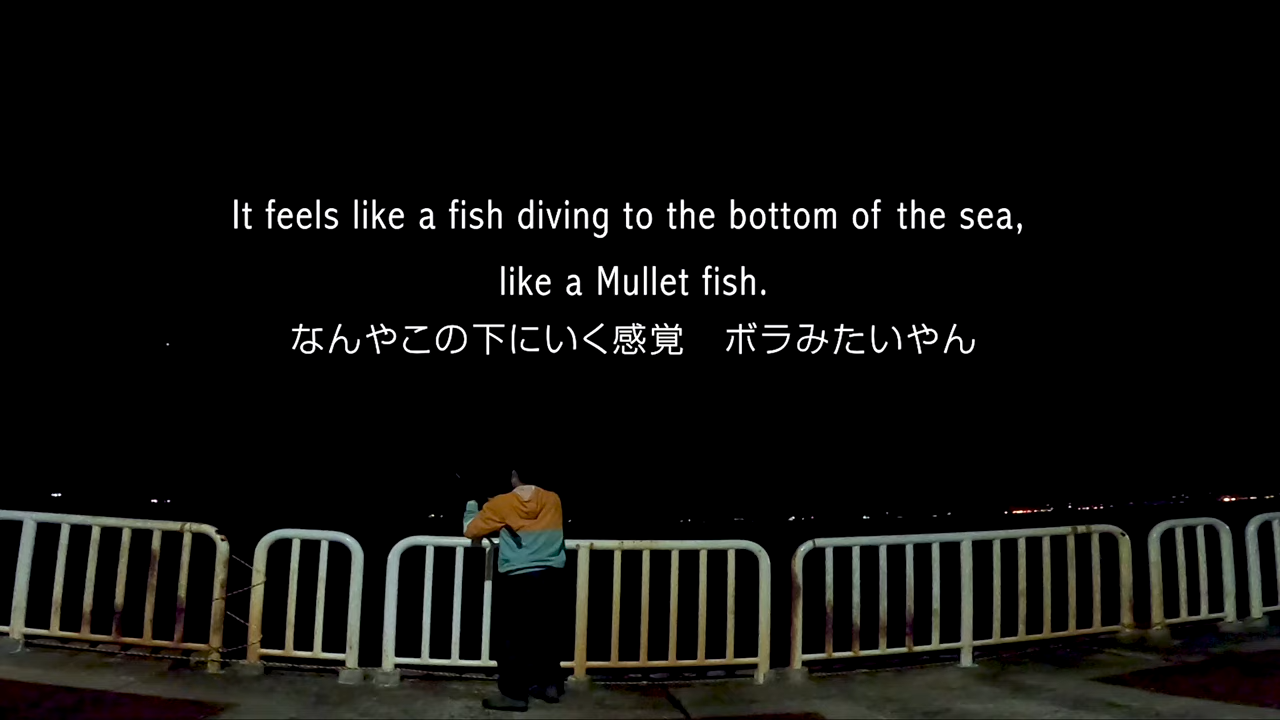 It feels like a fish diving to the bottom of the sea,
like a Mullet fish.
なんやこの下にいく感覚　ボラみたいやん